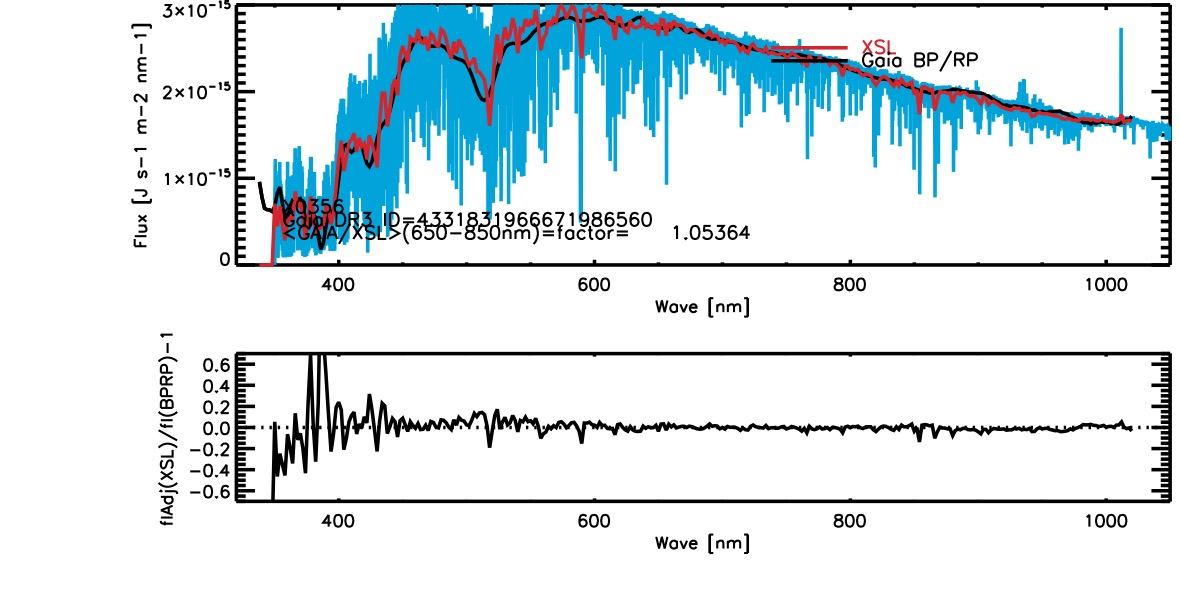 3×10⁻¹⁵
2×10⁻¹⁵
1×10⁻¹⁵
0
Flux [J s−1 m−2 nm−1]
XSL
Gaia BP/RP
X0356
Gaia DR3 ID=4331831966671986560
<GAIA/XSL>(650−850nm)=factor= 1.05364
400 600 800 1000
Wave [nm]
0.6
0.4
0.2
0.0
−0.2
−0.4
−0.6
flAdj(XSL)/fl(BPRP)−1
400 600 800 1000
Wave [nm]